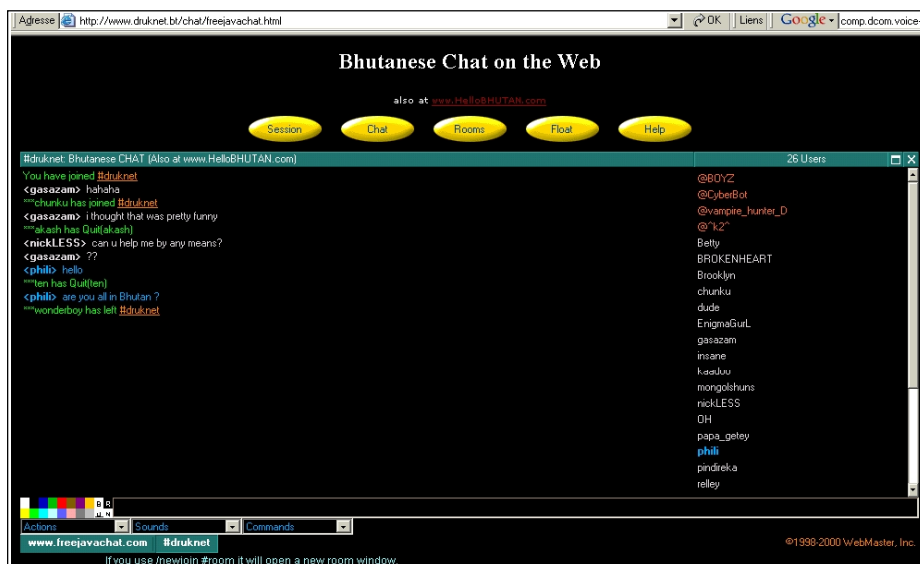 Adresse http://www.druknet.bt/chat/freejavachat.html OK Liens Google comp.dcom.voice-
Bhutanese Chat on the Web
also at www.HelloBHUTAN.com
Session Chat Rooms Float Help
#druknet: Bhutanese CHAT (Also at www.HelloBHUTAN.com) 26 Users
You have joined #druknet
<gasazam> hahaha
***chunku has joined #druknet
<gasazam> i thought that was pretty funny
***akash has Quit(akash)
<nickLESS> can u help me by any means?
<gasazam> ??
<phili> hello
***ten has Quit(ten)
<phili> are you all in Bhutan ?
***wonderboy has left #druknet
@BOYZ
@CyberBot
@vampire_hunter_D
@^k2^
Betty
BROKENHEART
Brooklyn
chunku
dude
EnigmaGurL
gasazam
insane
kaaduu
mongolshuns
nickLESS
OH
papa_getey
phili
pindireka
relley
B R
U N
Actions Sounds Commands
www.freejavachat.com #druknet ©1998-2000 WebMaster, Inc.
If you use /newjoin #room it will open a new room window.